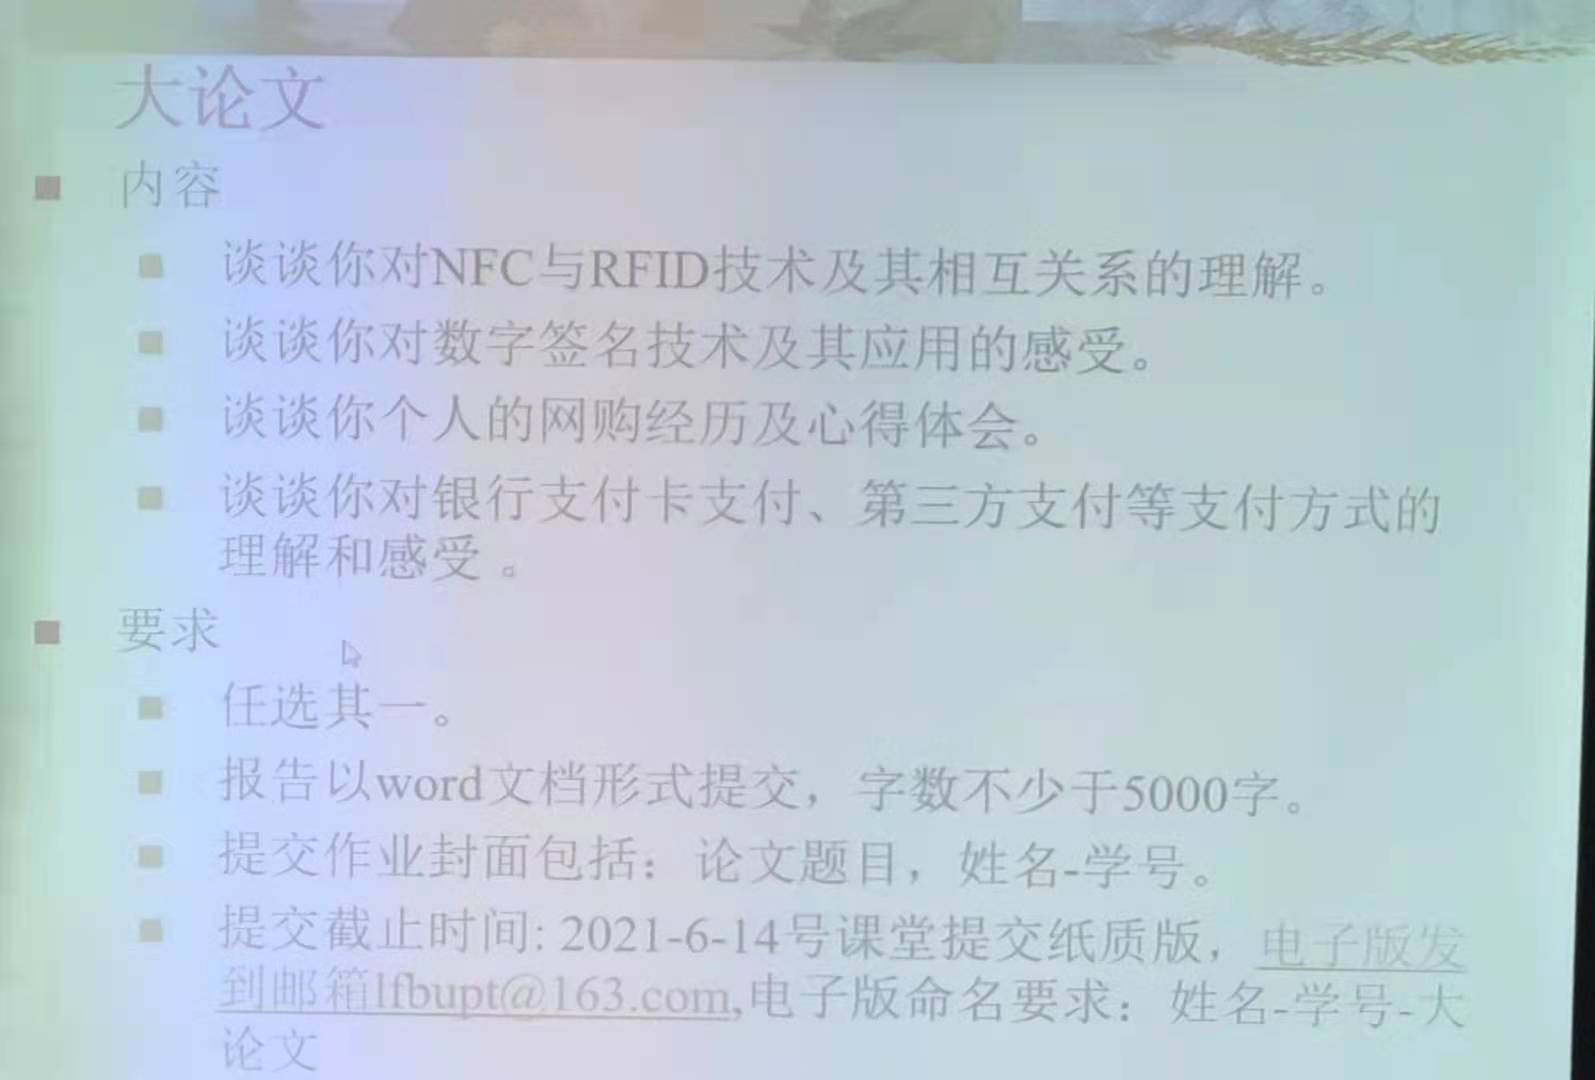 大论文
内容
谈谈你对NFC与RFID技术及其相互关系的理解。
谈谈你对数字签名技术及其应用的感受。
谈谈你个人的网购经历及心得体会。
谈谈你对银行支付卡支付、第三方支付等支付方式的
理解和感受 。
要求
任选其一。
报告以word文档形式提交，字数不少于5000字。
提交作业封面包括：论文题目，姓名-学号。
提交截止时间: 2021-6-14号课堂提交纸质版，电子版发
到邮箱lfbupt@163.com,电子版命名要求：姓名-学号-大
论文